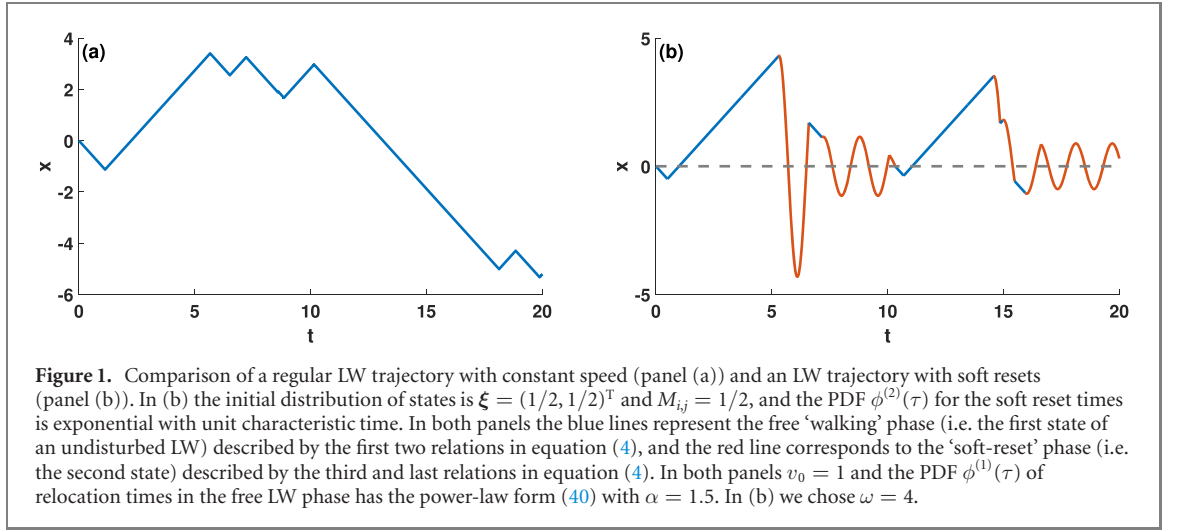 (a)
4
2
0
-2
-4
-6
x
0
5
10
15
20
t
(b)
5
0
-5
x
0
5
10
15
20
t
Figure 1. Comparison of a regular LW trajectory with constant speed (panel (a)) and an LW trajectory with soft resets
(panel (b)). In (b) the initial distribution of states is ξ = (1/2, 1/2)ᵀ and Mᵢ,ⱼ = 1/2, and the PDF ϕ⁽²⁾(τ) for the soft reset times
is exponential with unit characteristic time. In both panels the blue lines represent the free ‘walking’ phase (i.e. the first state of
an undisturbed LW) described by the first two relations in equation (4), and the red line corresponds to the ‘soft-reset’ phase (i.e.
the second state) described by the third and last relations in equation (4). In both panels v₀ = 1 and the PDF ϕ⁽¹⁾(τ) of
relocation times in the free LW phase has the power-law form (40) with α = 1.5. In (b) we chose ω = 4.